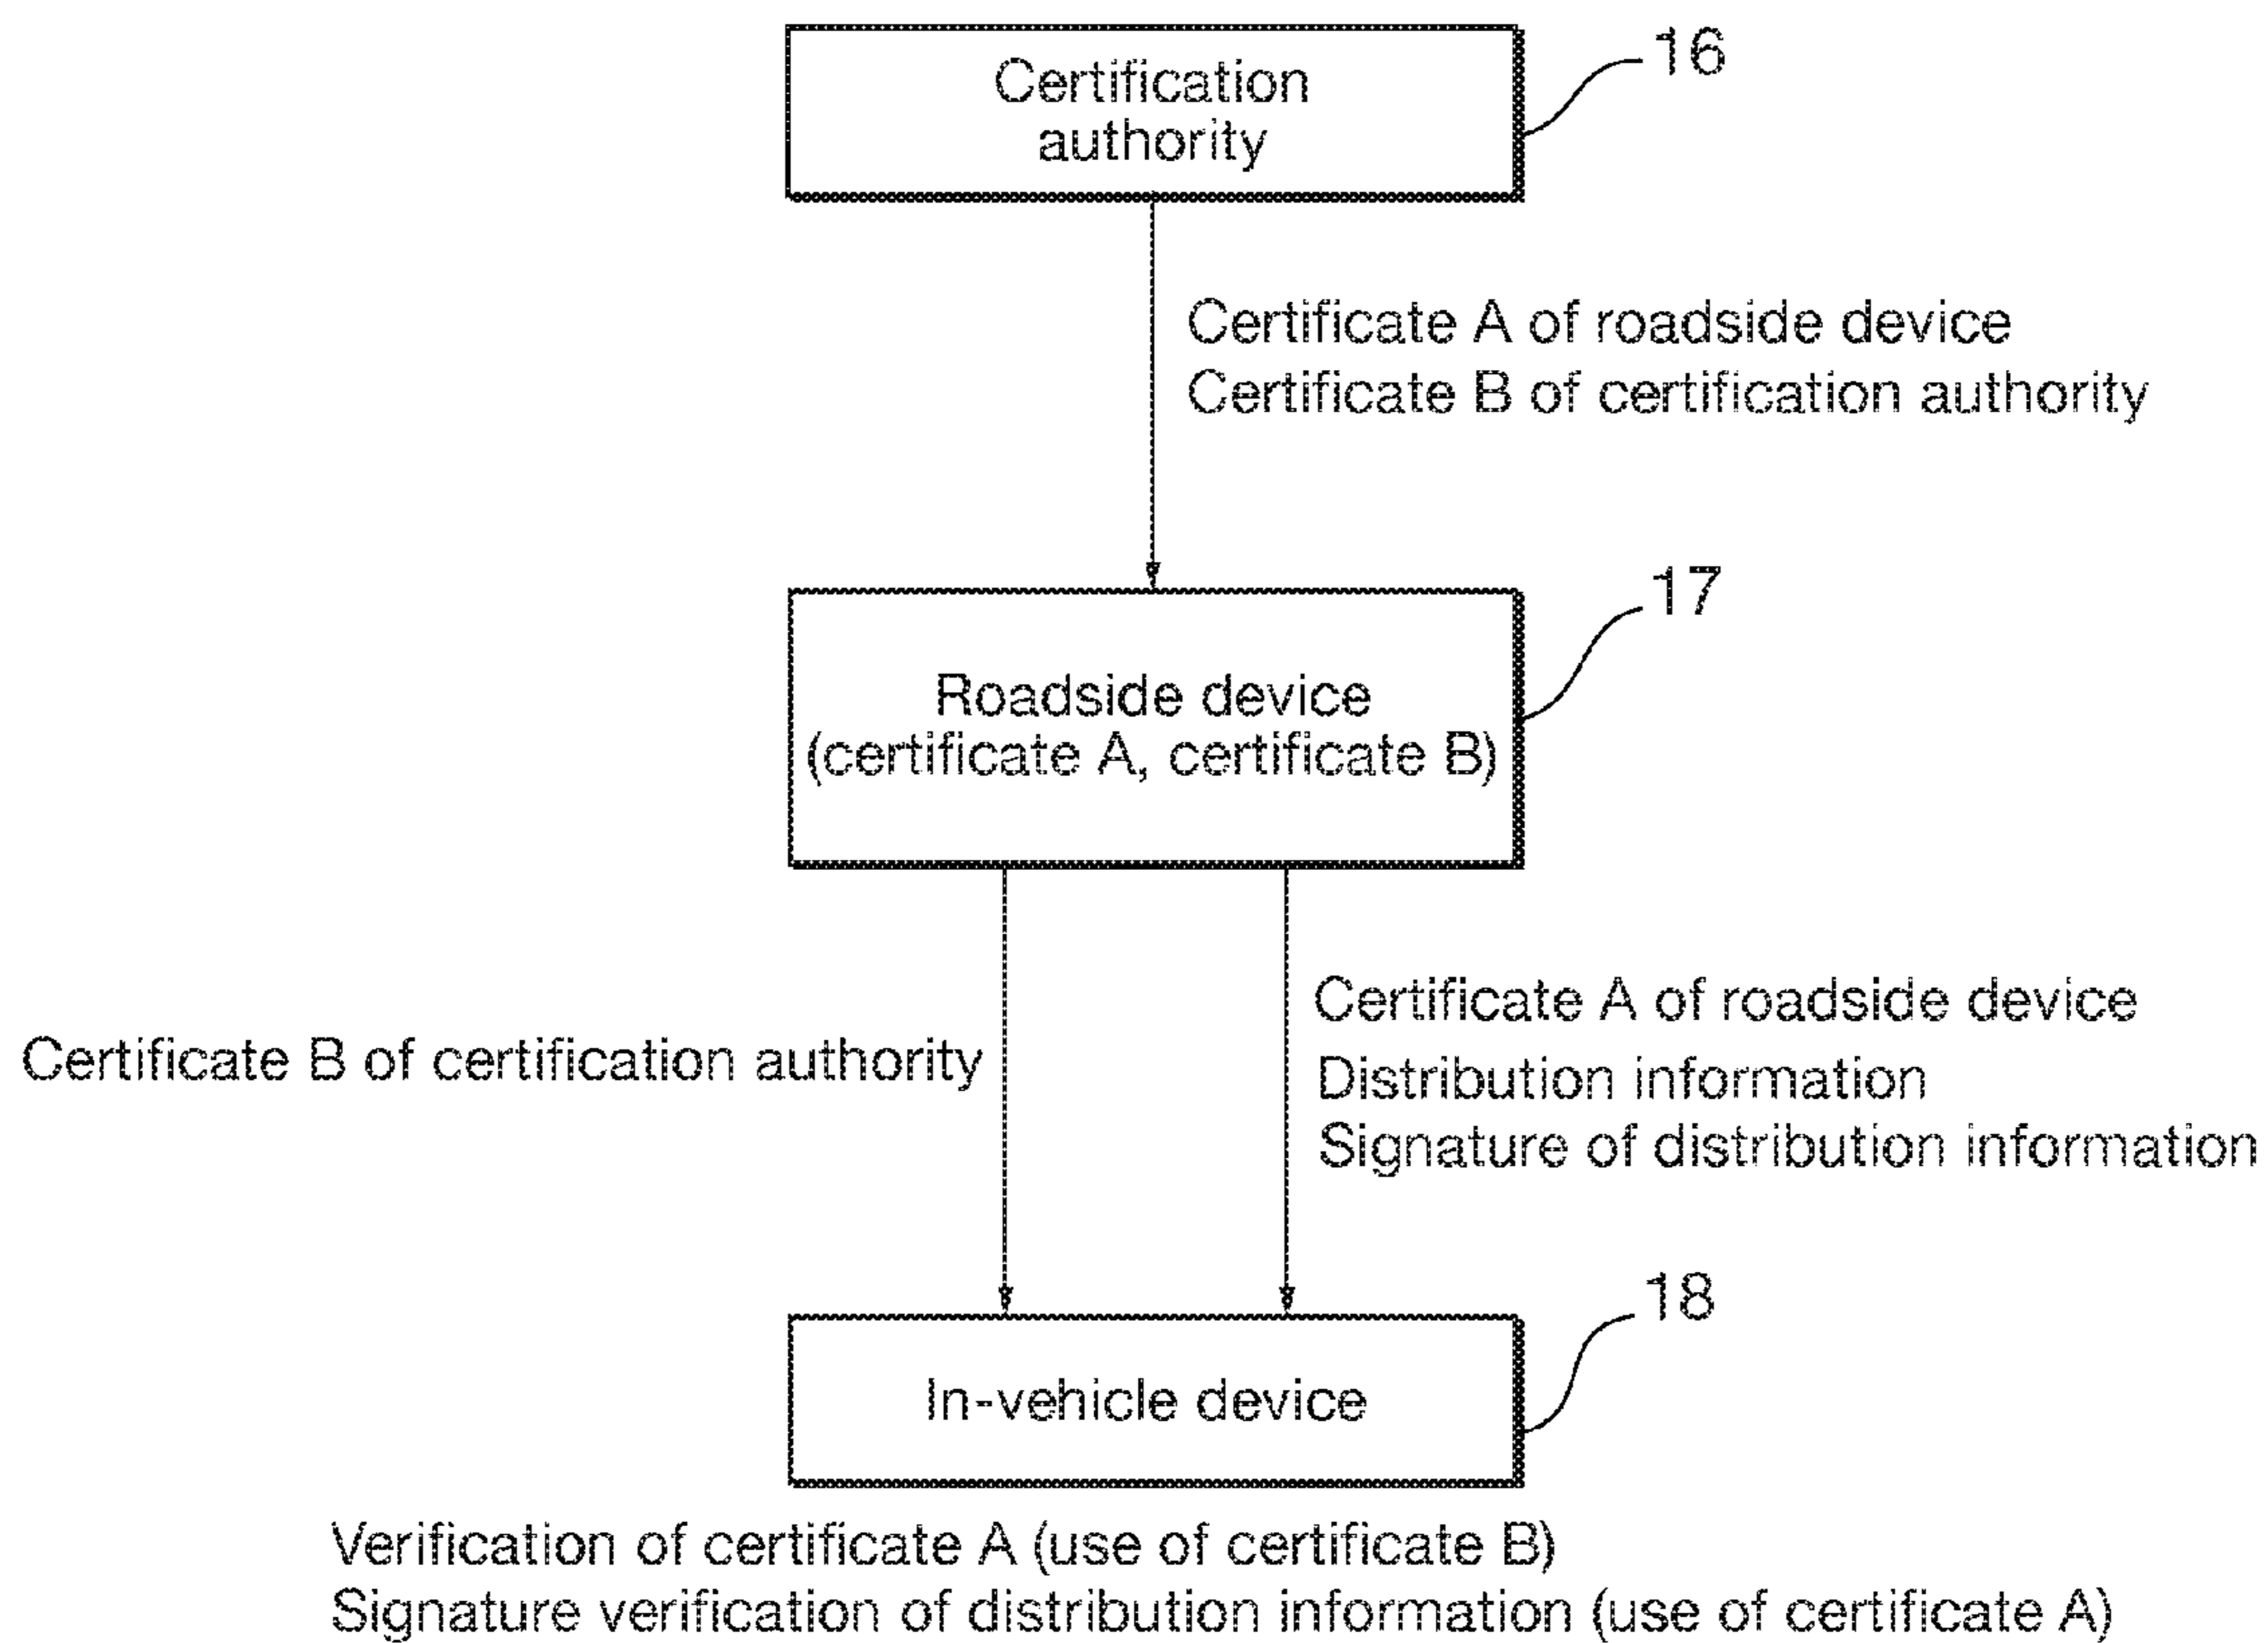 Certification
authority
16
Certificate A of roadside device
Certificate B of certification authority
17
Roadside device
(certificate A, certificate B)
Certificate B of certification authority
Certificate A of roadside device
Distribution information
Signature of distribution information
18
In-vehicle device
Verification of certificate A (use of certificate B)
Signature verification of distribution information (use of certificate A)